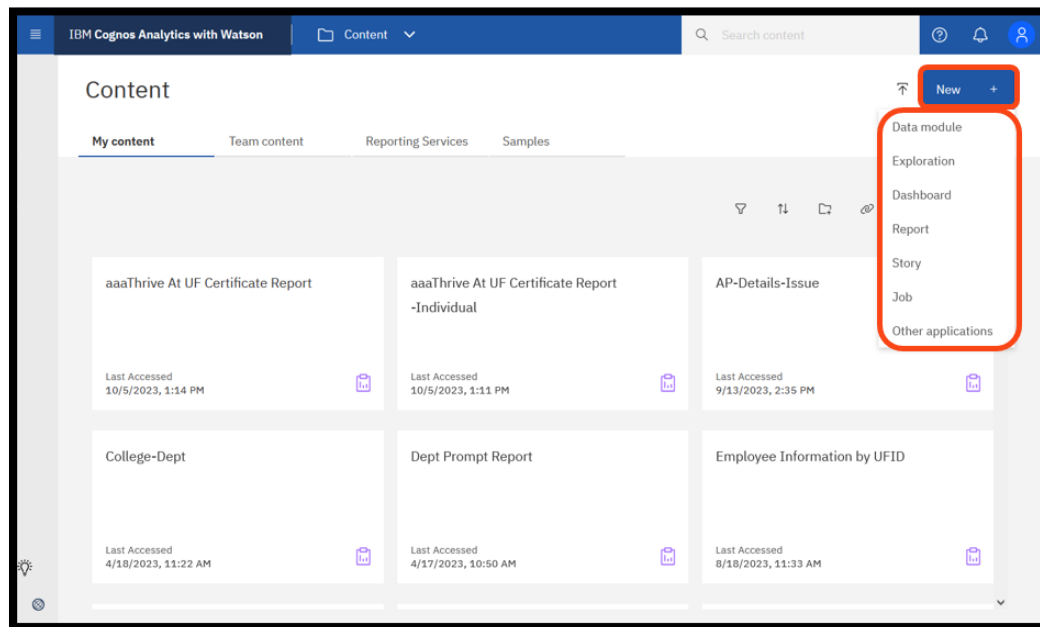 IBM Cognos Analytics with Watson
Content
Search content
Content
New +
My content
Team content
Reporting Services
Samples
Data module
Exploration
Dashboard
Report
Story
Job
Other applications
aaaThrive At UF Certificate Report
Last Accessed
10/5/2023, 1:14 PM
aaaThrive At UF Certificate Report
-Individual
Last Accessed
10/5/2023, 1:11 PM
AP-Details-Issue
Last Accessed
9/13/2023, 2:35 PM
College-Dept
Last Accessed
4/18/2023, 11:22 AM
Dept Prompt Report
Last Accessed
4/17/2023, 10:50 AM
Employee Information by UFID
Last Accessed
8/18/2023, 11:33 AM